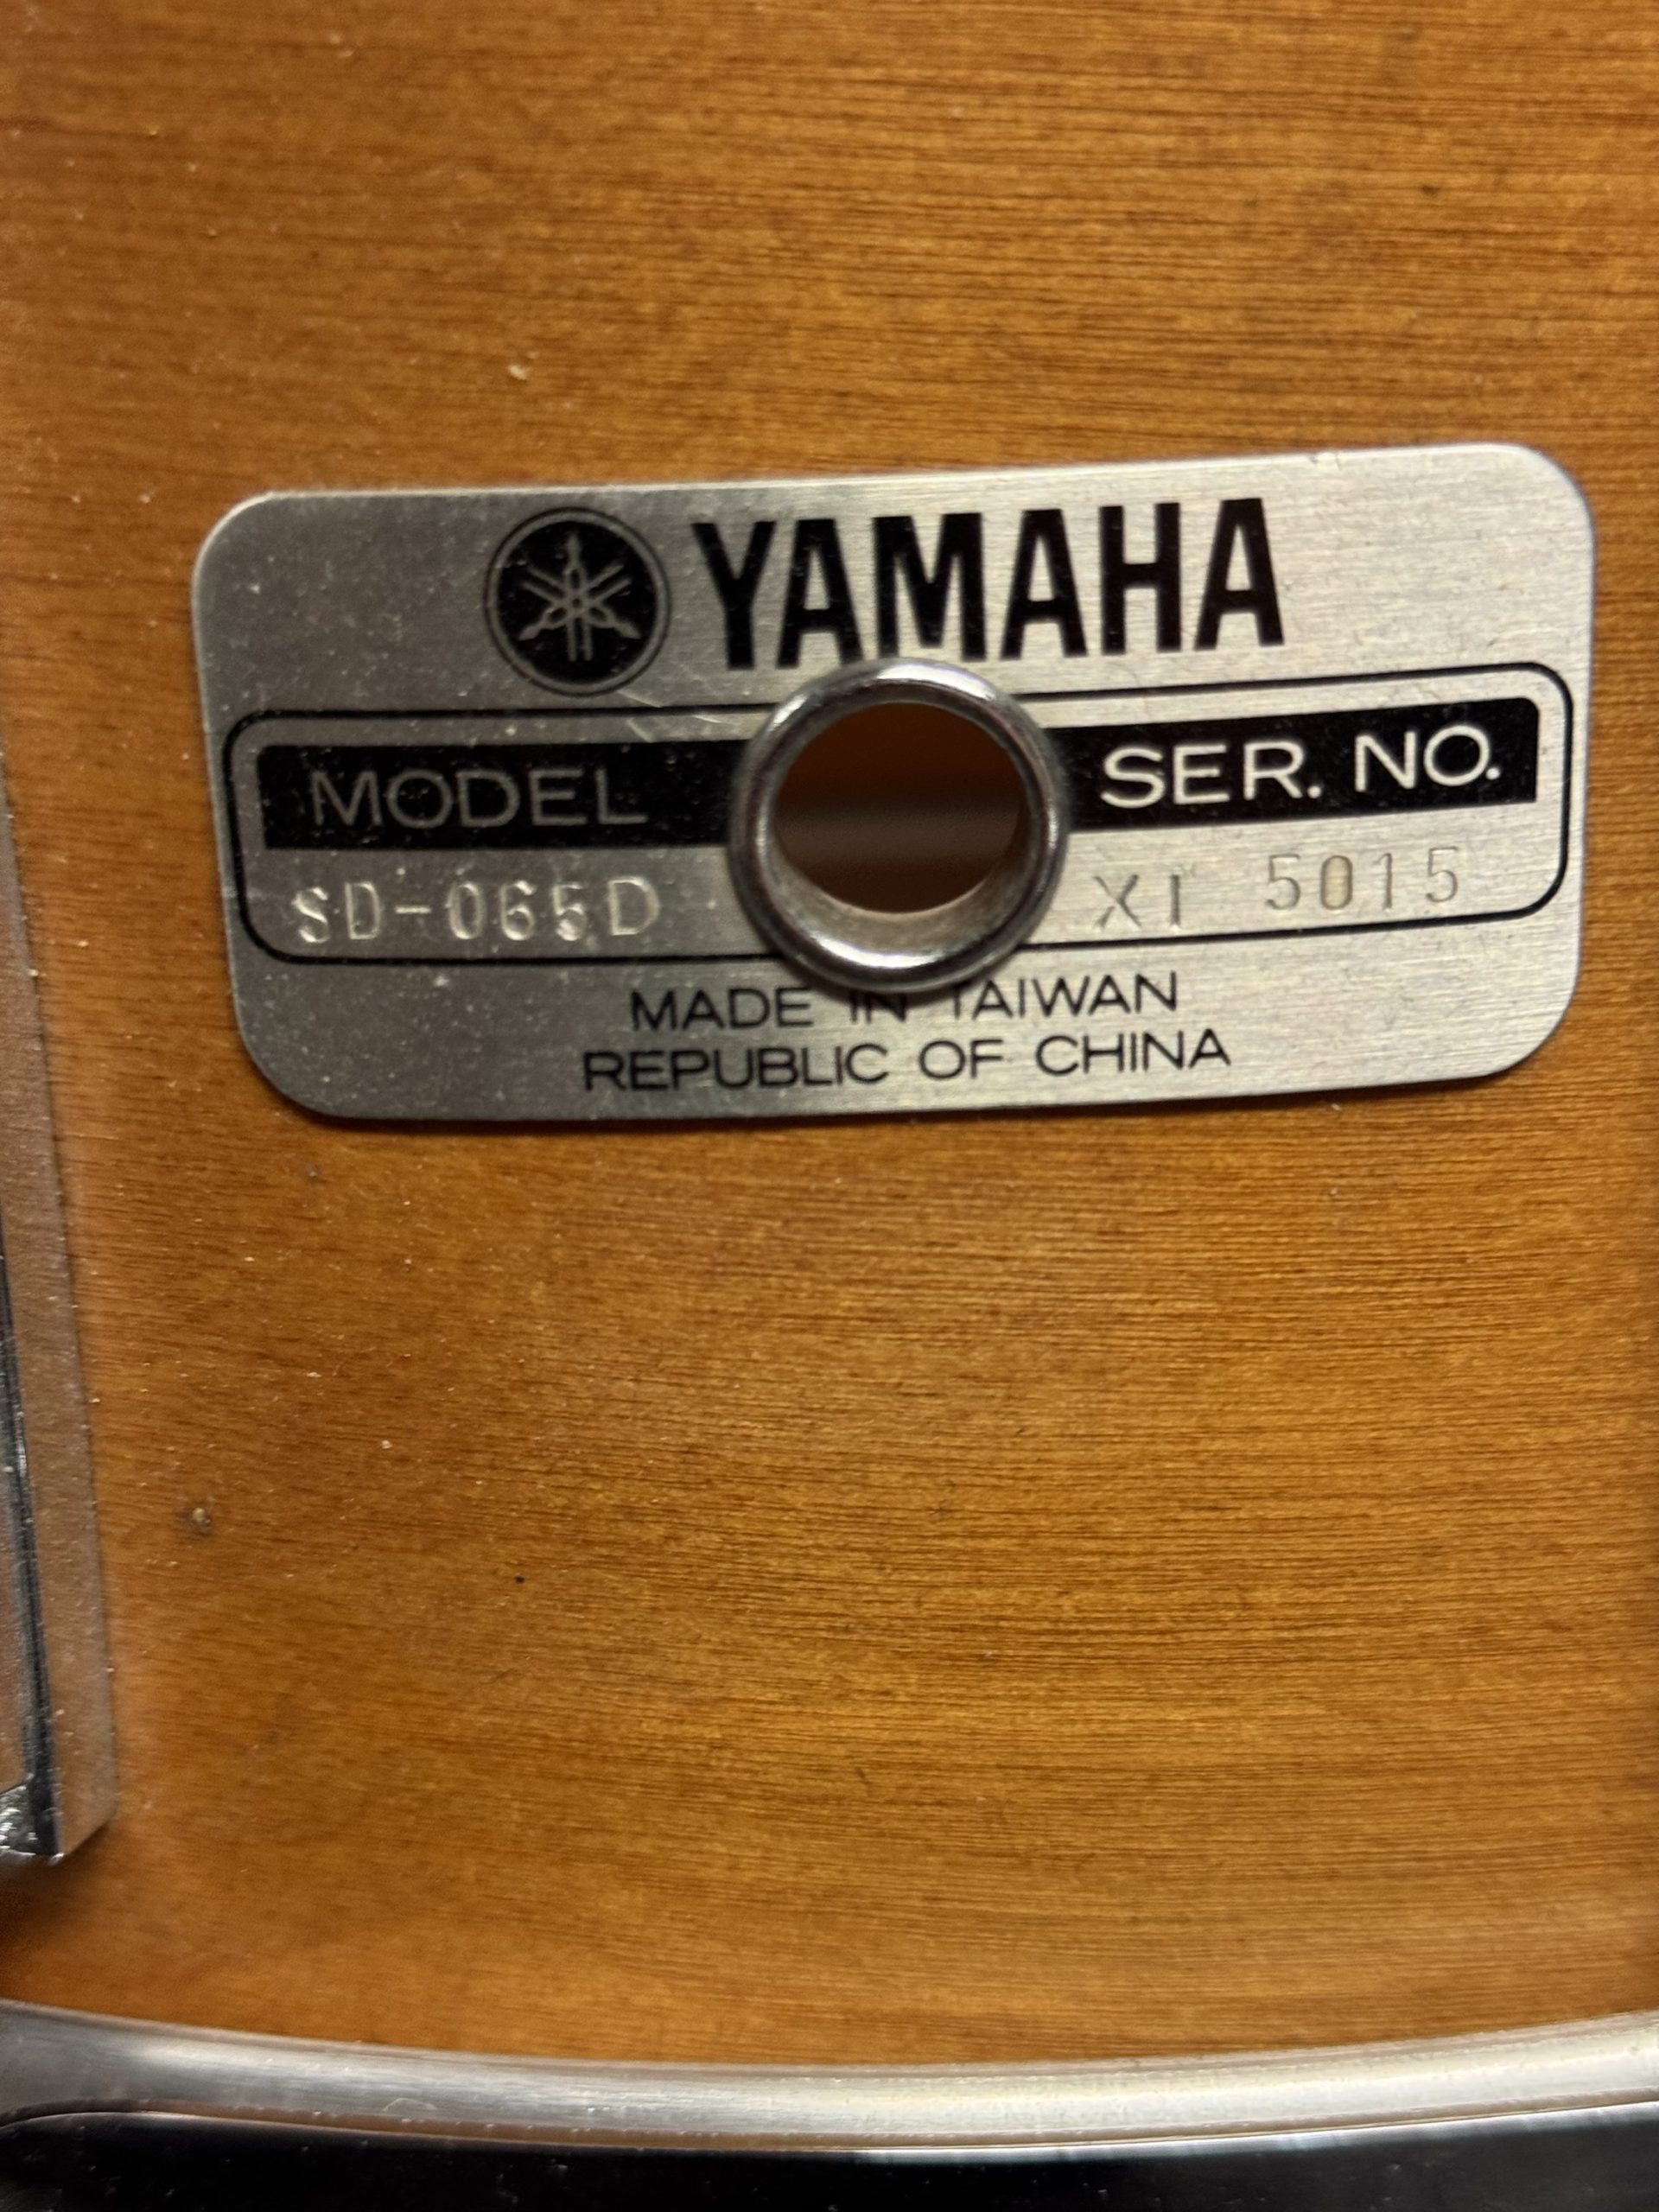 YAMAHA
MODEL SER. NO.
SD-065D XI 5015
MADE IN TAIWAN
REPUBLIC OF CHINA